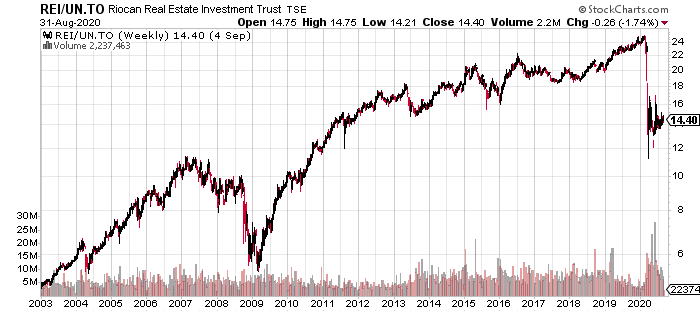 REI/UN.TO Riocan Real Estate Investment Trust TSE © StockCharts.com
31-Aug-2020 Open 14.75 High 14.75 Low 14.21 Close 14.40 Volume 2.2M Chg -0.26 (-1.74%)
REI/UN.TO (Weekly) 14.40 (4 Sep)
Volume 2,237,463
24
22
20
18
16
14.40
12
10
8
6
30M
25M
20M
15M
10M
5M
22374
2003 2004 2005 2006 2007 2008 2009 2010 2011 2012 2013 2014 2015 2016 2017 2018 2019 2020